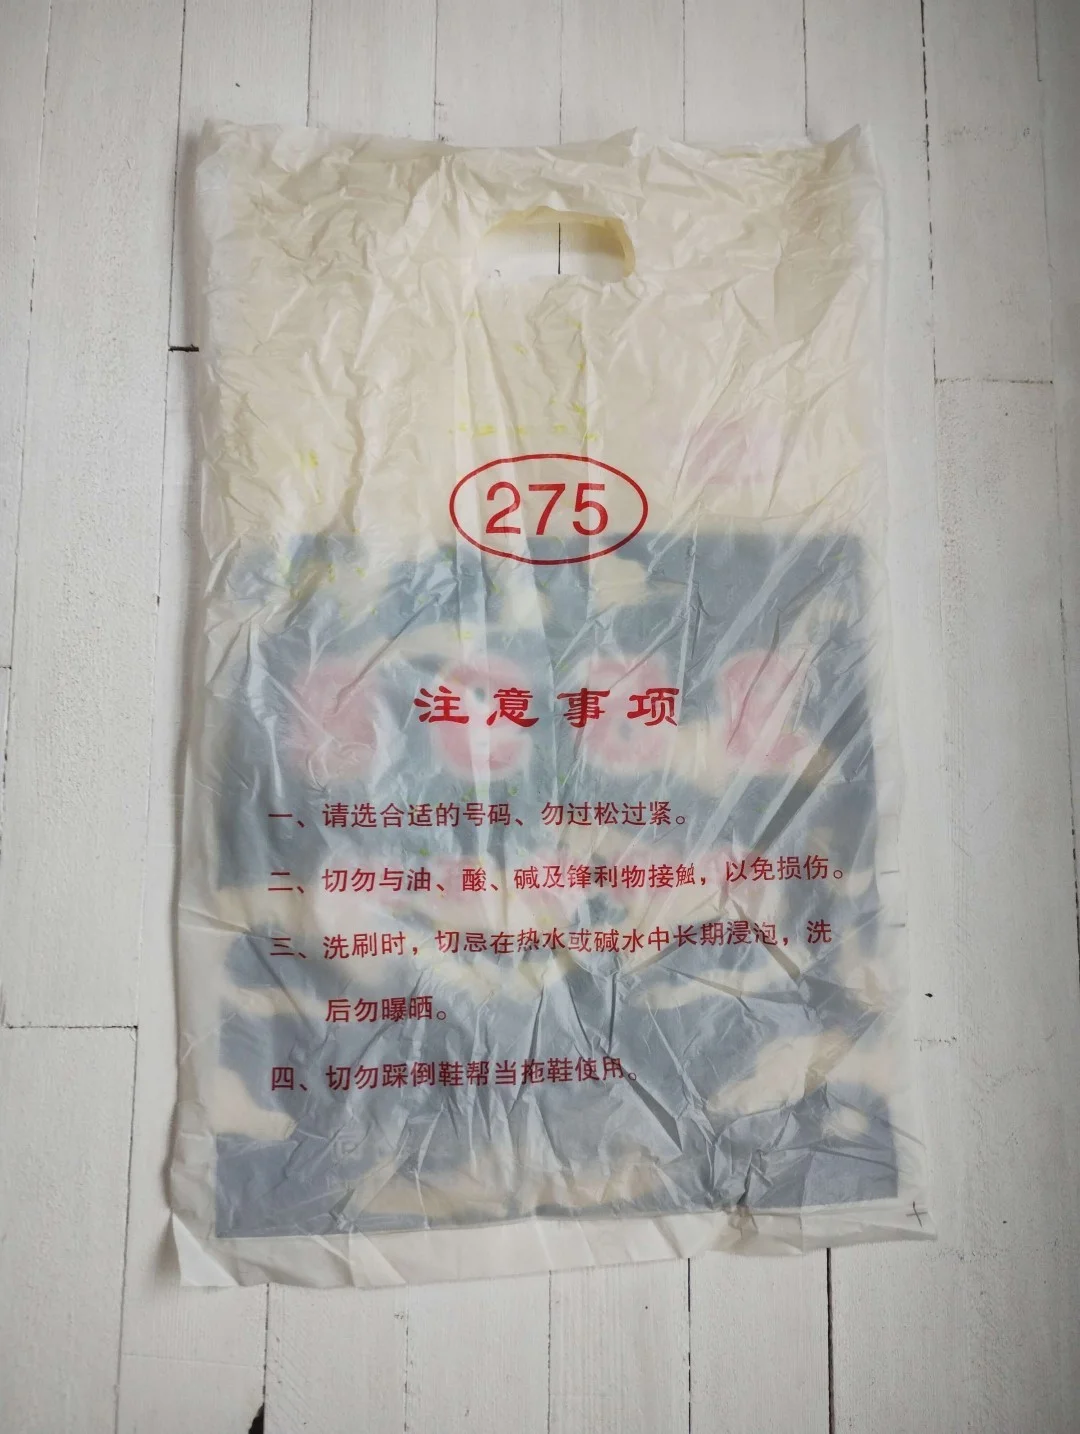 275
注意事项
一、请选合适的号码、勿过松过紧。
二、切勿与油、酸、碱及锋利物接触，以免损伤。
三、洗刷时，切忌在热水或碱水中长期浸泡，洗
后勿曝晒。
四、切勿踩倒鞋帮当拖鞋使用。